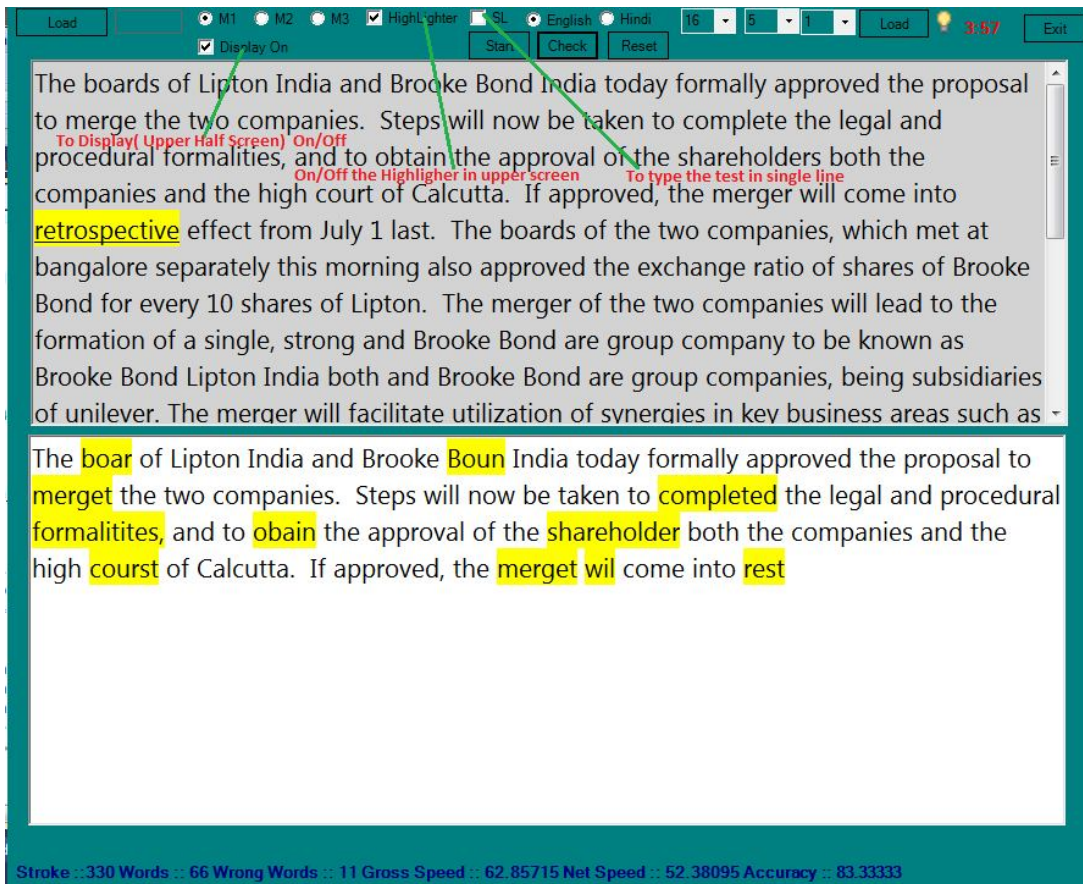 Load M1 M2 M3 HighLighter SL English Hindi 16 5 1 Load 3:57 Exit
Display On Start Check Reset
The boards of Lipton India and Brooke Bond India today formally approved the proposal
to merge the two companies. Steps will now be taken to complete the legal and
To Display( Upper Half Screen) On/Off
procedural formalities, and to obtain the approval of the shareholders both the
On/Off the Highligher in upper screen To type the test in single line
companies and the high court of Calcutta. If approved, the merger will come into
retrospective effect from July 1 last. The boards of the two companies, which met at
bangalore separately this morning also approved the exchange ratio of shares of Brooke
Bond for every 10 shares of Lipton. The merger of the two companies will lead to the
formation of a single, strong and Brooke Bond are group company to be known as
Brooke Bond Lipton India both and Brooke Bond are group companies, being subsidiaries
of unilever. The merger will facilitate utilization of synergies in key business areas such as
The boar of Lipton India and Brooke Boun India today formally approved the proposal to
merget the two companies. Steps will now be taken to completed the legal and procedural
formalitites, and to obain the approval of the shareholder both the companies and the
high courst of Calcutta. If approved, the merget wil come into rest
Stroke :: 330 Words :: 66 Wrong Words :: 11 Gross Speed :: 62.85715 Net Speed :: 52.38095 Accuracy :: 83.33333